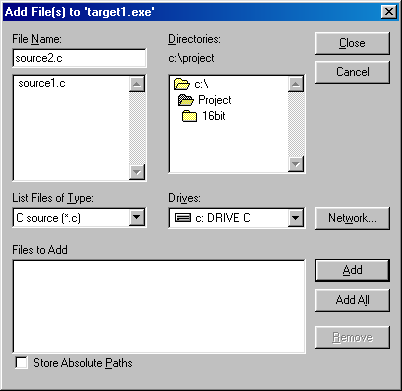 Add File(s) to 'target1.exe'
File Name:
source2.c
source1.c
Directories:
c:\project
c:\
Project
16bit
Close
Cancel
List Files of Type:
C source (*.c)
Drives:
c: DRIVE C
Network...
Files to Add
Add
Add All
Remove
Store Absolute Paths